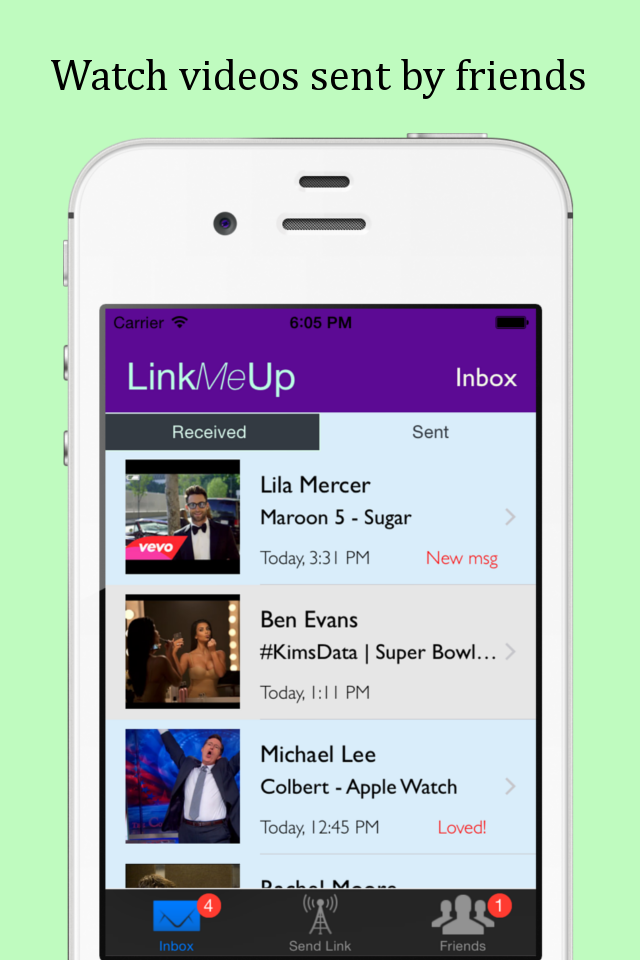 Watch videos sent by friends
Carrier 6:05 PM
LinkMeUp Inbox
Received Sent
vevo
Lila Mercer
Maroon 5 - Sugar
Today, 3:31 PM New msg
Ben Evans
#KimsData | Super Bowl...
Today, 1:11 PM
Michael Lee
Colbert - Apple Watch
Today, 12:45 PM Loved!
Rachel Moore
4 1
Inbox Send Link Friends